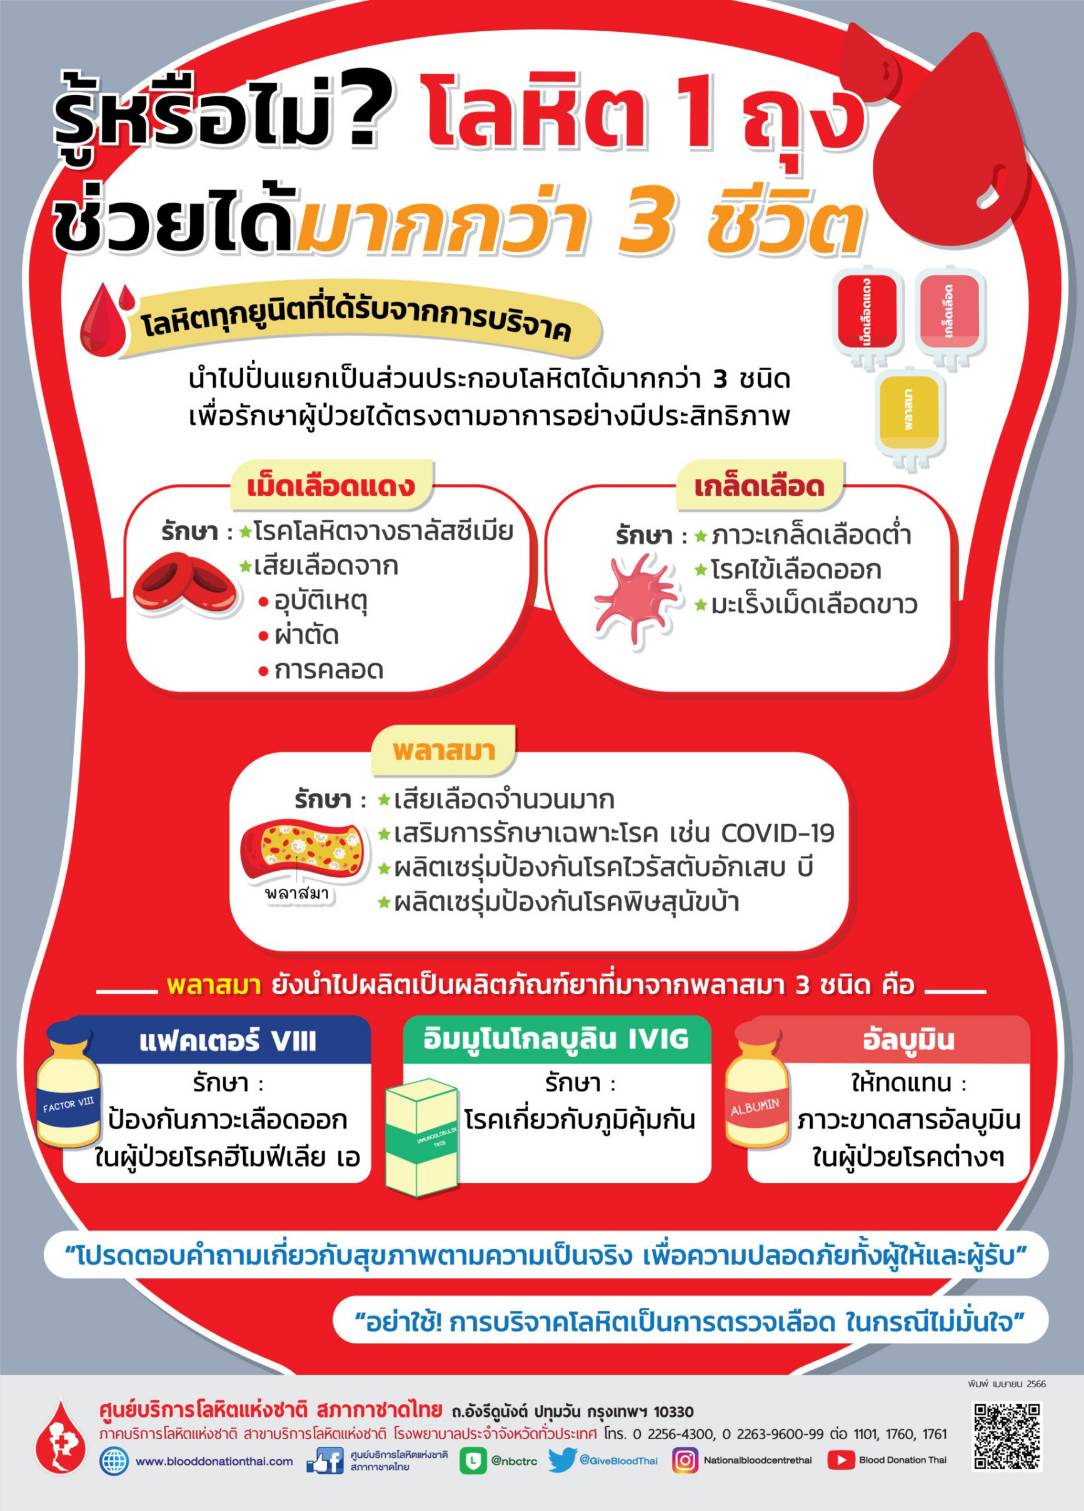 รู้หรือไม่? โลหิต 1 ถุง
ช่วยได้มากกว่า 3 ชีวิต
โลหิตทุกยูนิตที่ได้รับจากการบริจาค
นำไปปั่นแยกเป็นส่วนประกอบโลหิตได้มากกว่า 3 ชนิด
เพื่อรักษาผู้ป่วยได้ตรงตามอาการอย่างมีประสิทธิภาพ
เม็ดเลือดแดง
เกล็ดเลือด
พลาสมา
เม็ดเลือดแดง
รักษา : โรคโลหิตจางธาลัสซีเมีย
เสียเลือดจาก
• อุบัติเหตุ
• ผ่าตัด
• การคลอด
เกล็ดเลือด
รักษา : ภาวะเกล็ดเลือดต่ำ
โรคไข้เลือดออก
มะเร็งเม็ดเลือดขาว
พลาสมา
รักษา : เสียเลือดจำนวนมาก
เสริมการรักษาเฉพาะโรค เช่น COVID-19
ผลิตเซรุ่มป้องกันโรคไวรัสตับอักเสบ บี
ผลิตเซรุ่มป้องกันโรคพิษสุนัขบ้า
พลาสมา
พลาสมา ยังนำไปผลิตเป็นผลิตภัณฑ์ยาที่มาจากพลาสมา 3 ชนิด คือ
แฟคเตอร์ VIII
รักษา :
ป้องกันภาวะเลือดออก
ในผู้ป่วยโรคฮีโมฟีเลีย เอ
FACTOR VIII
อิมมูโนโกลบูลิน IVIG
รักษา :
โรคเกี่ยวกับภูมิคุ้มกัน
อัลบูมิน
ให้ทดแทน :
ภาวะขาดสารอัลบูมิน
ในผู้ป่วยโรคต่างๆ
ALBUMIN
“โปรดตอบคำถามเกี่ยวกับสุขภาพตามความเป็นจริง เพื่อความปลอดภัยทั้งผู้ให้และผู้รับ”
“อย่าใช้! การบริจาคโลหิตเป็นการตรวจเลือด ในกรณีไม่มั่นใจ”
พิมพ์ เมษายน 2566
ศูนย์บริการโลหิตแห่งชาติ สภากาชาดไทย ถ.อังรีดูนังต์ ปทุมวัน กรุงเทพฯ 10330
ภาคบริการโลหิตแห่งชาติ สาขาบริการโลหิตแห่งชาติ โรงพยาบาลประจำจังหวัดทั่วประเทศ โทร. 0 2256-4300, 0 2263-9600-99 ต่อ 1101, 1760, 1761
www.blooddonationthai.com
ศูนย์บริการโลหิตแห่งชาติ
สภากาชาดไทย
@nbctrc
@GiveBloodThai
Nationalbloodcentrethai
Blood Donation Thai